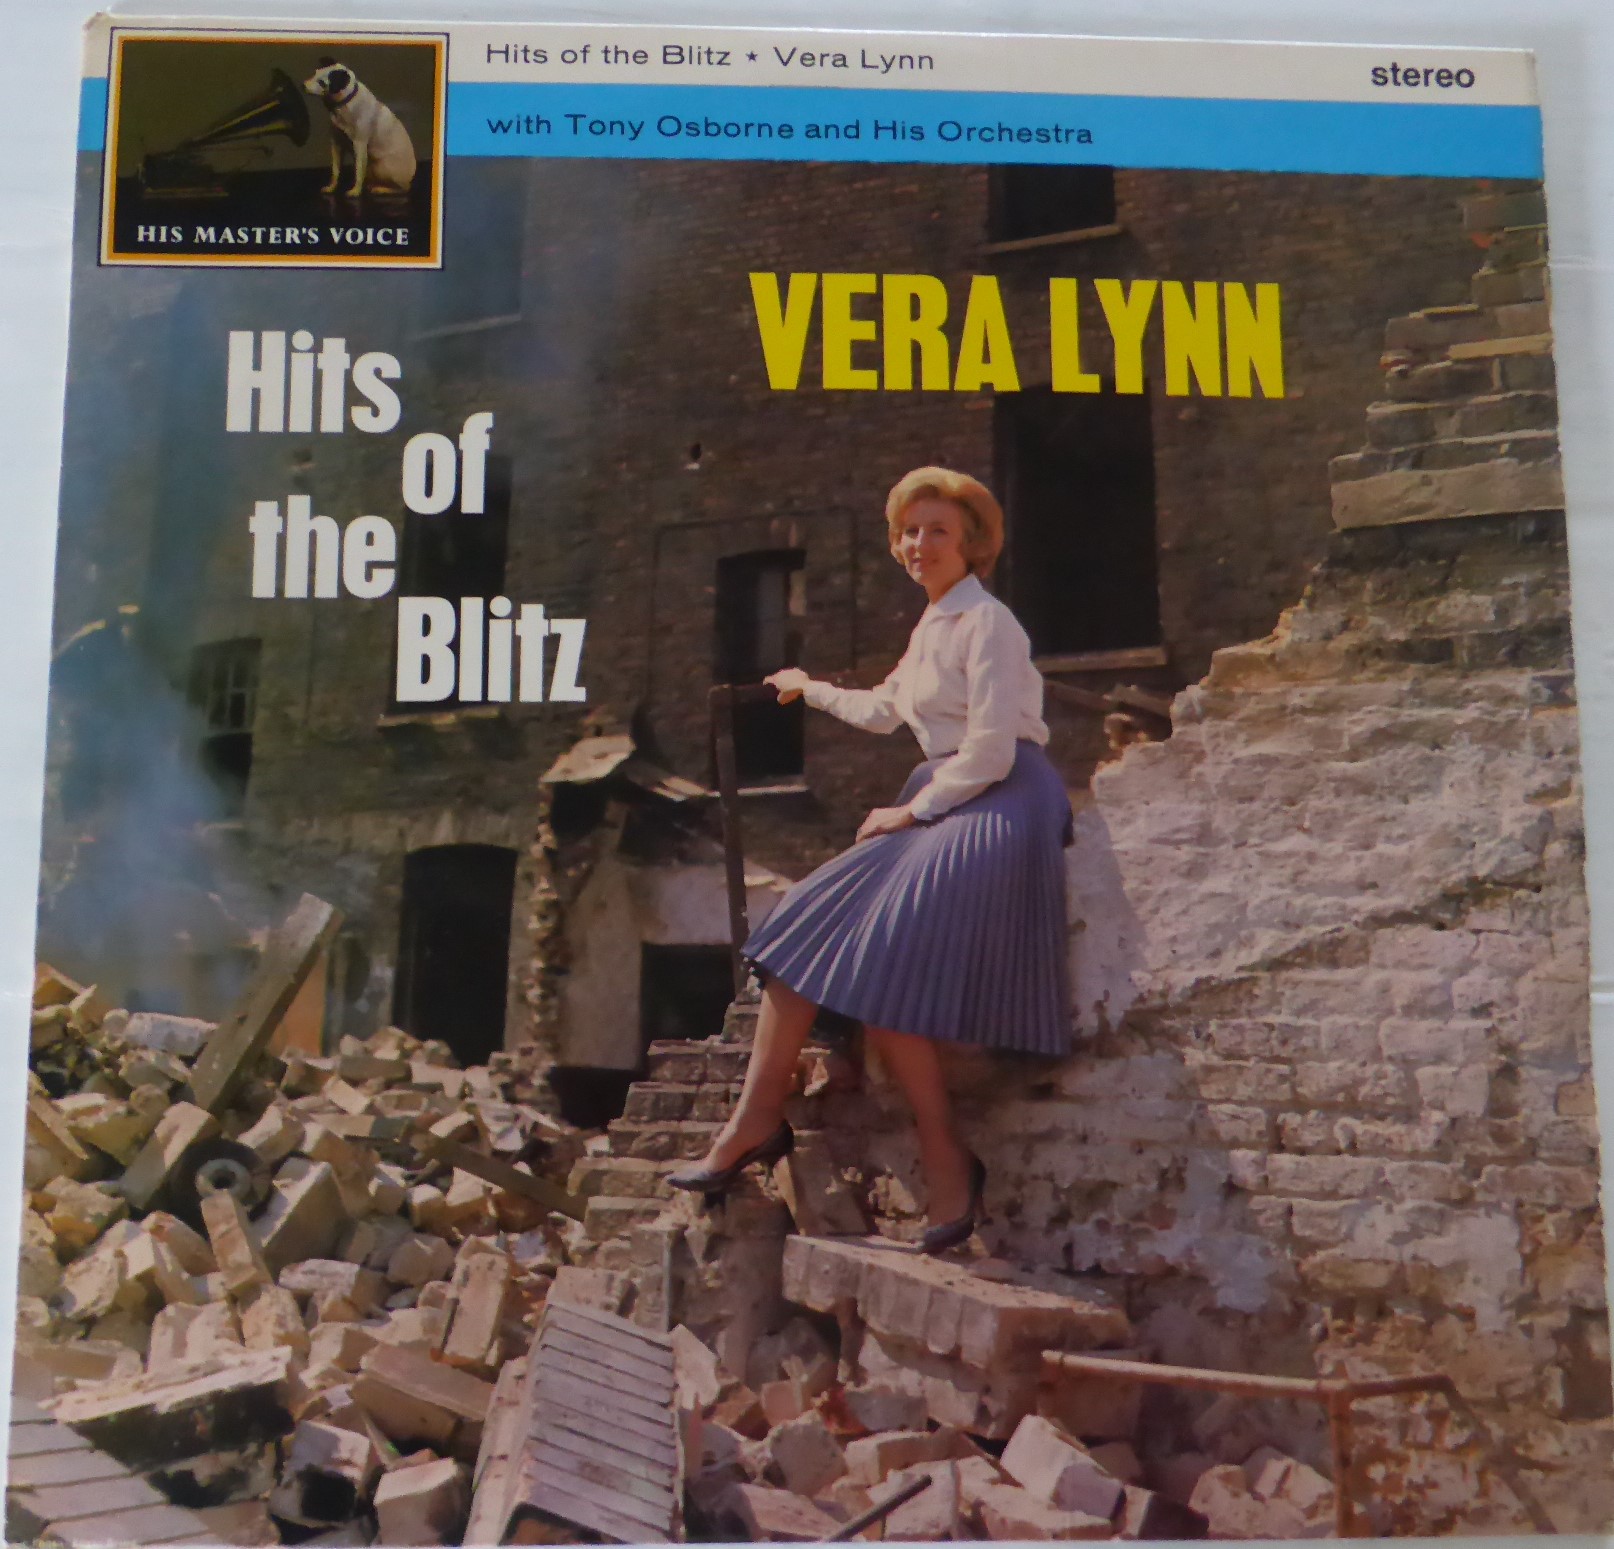 Hits of the Blitz ★ Vera Lynn
stereo
with Tony Osborne and His Orchestra
HIS MASTER'S VOICE
VERA LYNN
Hits
of
the
Blitz